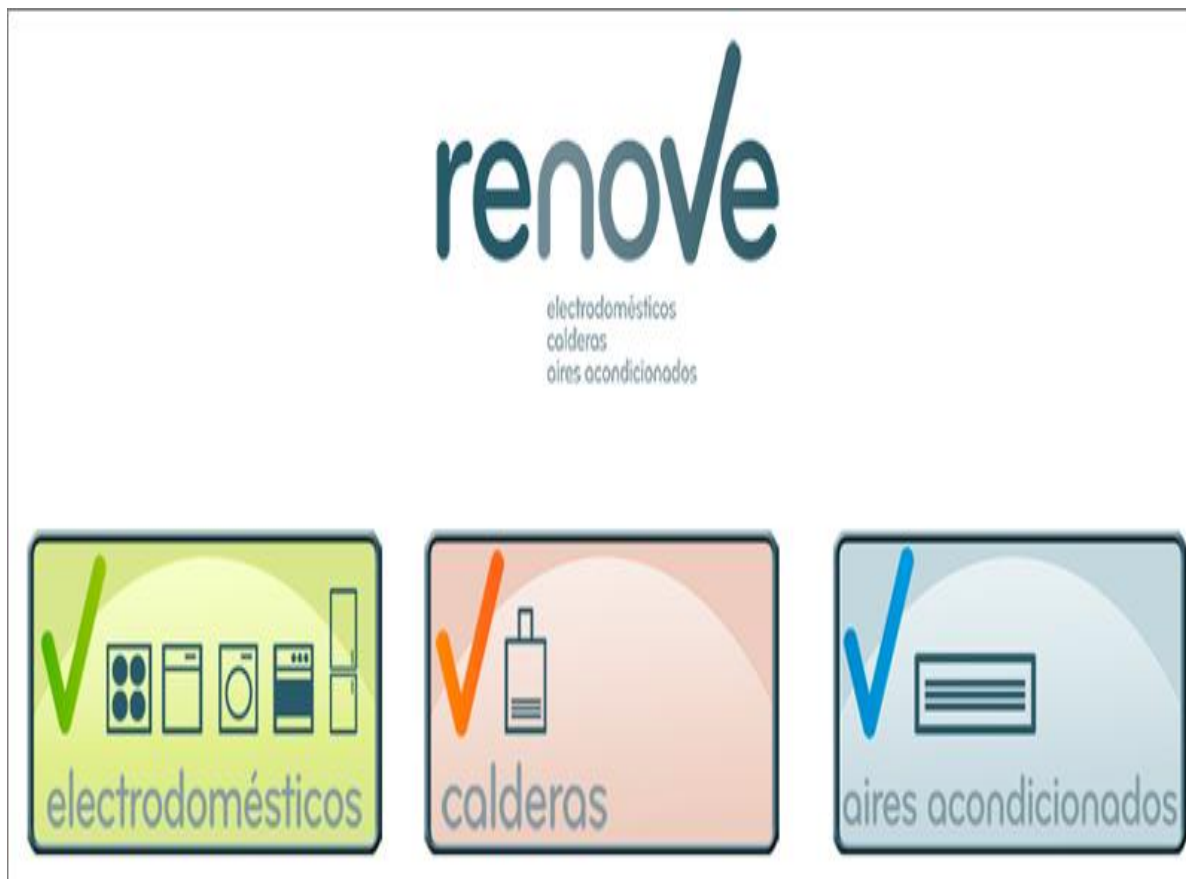 renove
electrodomésticos
calderas
aires acondicionados
electrodomésticos
calderas
aires acondicionados